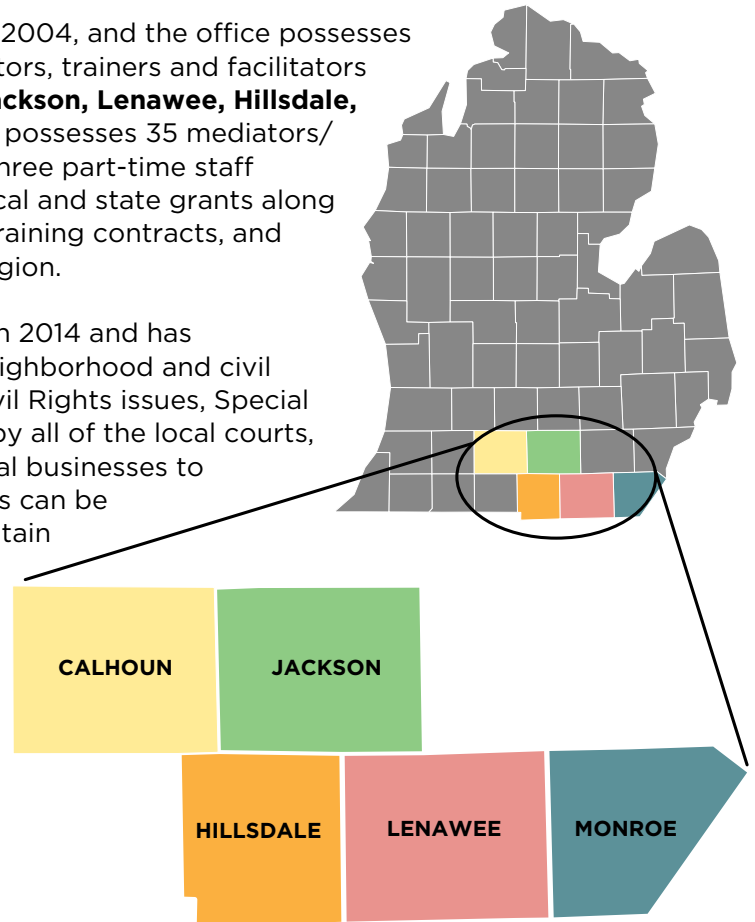 2004, and the office possesses
tors, trainers and facilitators
ackson, Lenawee, Hillsdale,
possesses 35 mediators/
hree part-time staff
cal and state grants along
raining contracts, and
gion.
n 2014 and has
ighborhood and civil
vil Rights issues, Special
by all of the local courts,
al businesses to
s can be
tain
CALHOUN
JACKSON
HILLSDALE
LENAWEE
MONROE